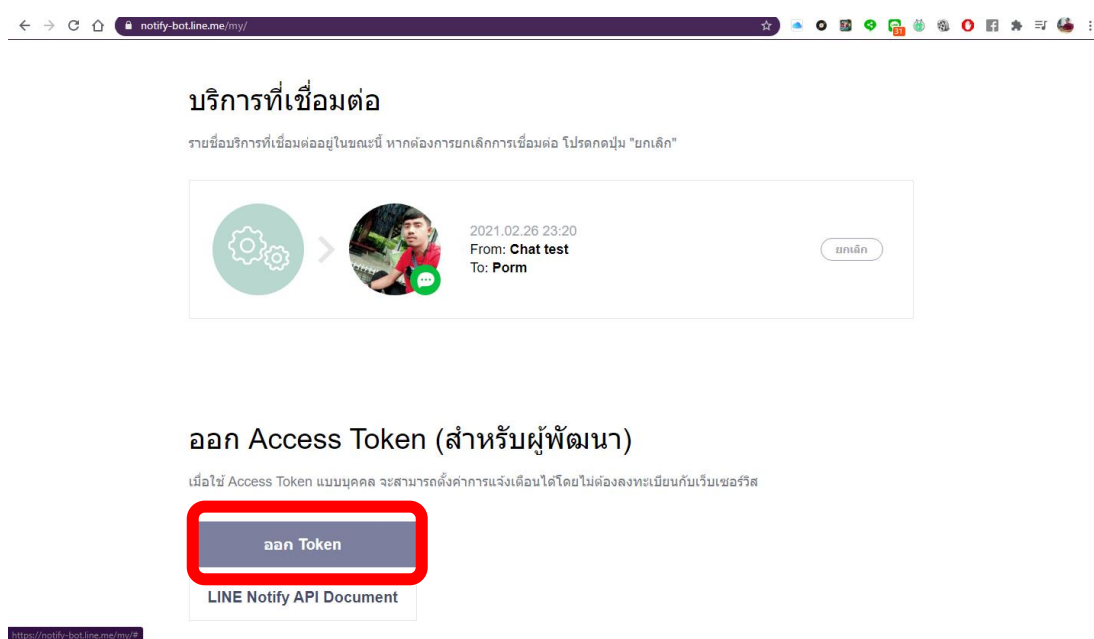 notify-bot.line.me/my/
31
บริการที่เชื่อมต่อ
รายชื่อบริการที่เชื่อมต่ออยู่ในขณะนี้ หากต้องการยกเลิกการเชื่อมต่อ โปรดกดปุ่ม "ยกเลิก"
2021.02.26 23:20
From: Chat test
To: Porm
ยกเลิก
ออก Access Token (สำหรับผู้พัฒนา)
เมื่อใช้ Access Token แบบบุคคล จะสามารถตั้งค่าการแจ้งเตือนได้โดยไม่ต้องลงทะเบียนกับเว็บเซอร์วิส
ออก Token
LINE Notify API Document
https://notify-bot.line.me/my/#